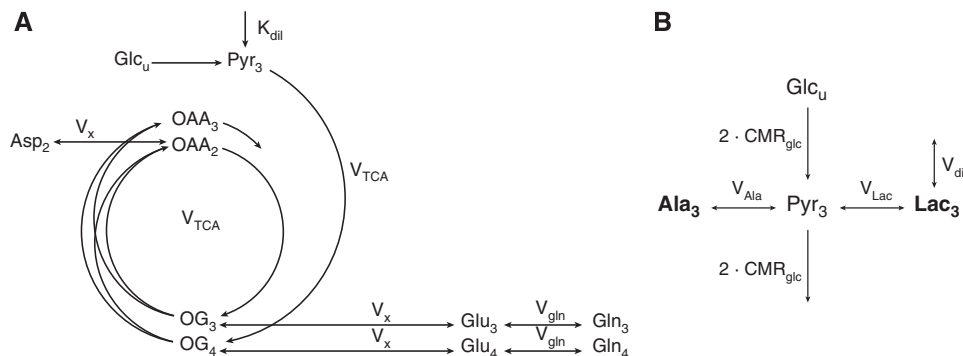 A
K_dil
Glc_u Pyr_3
OAA_3
Asp_2 V_x OAA_2
V_TCA
V_TCA
OG_3 V_x Glu_3 V_gln Gln_3
OG_4 V_x Glu_4 V_gln Gln_4
B
Glc_u
2 · CMR_glc
V_di
Ala_3 V_Ala Pyr_3 V_Lac Lac_3
2 · CMR_glc